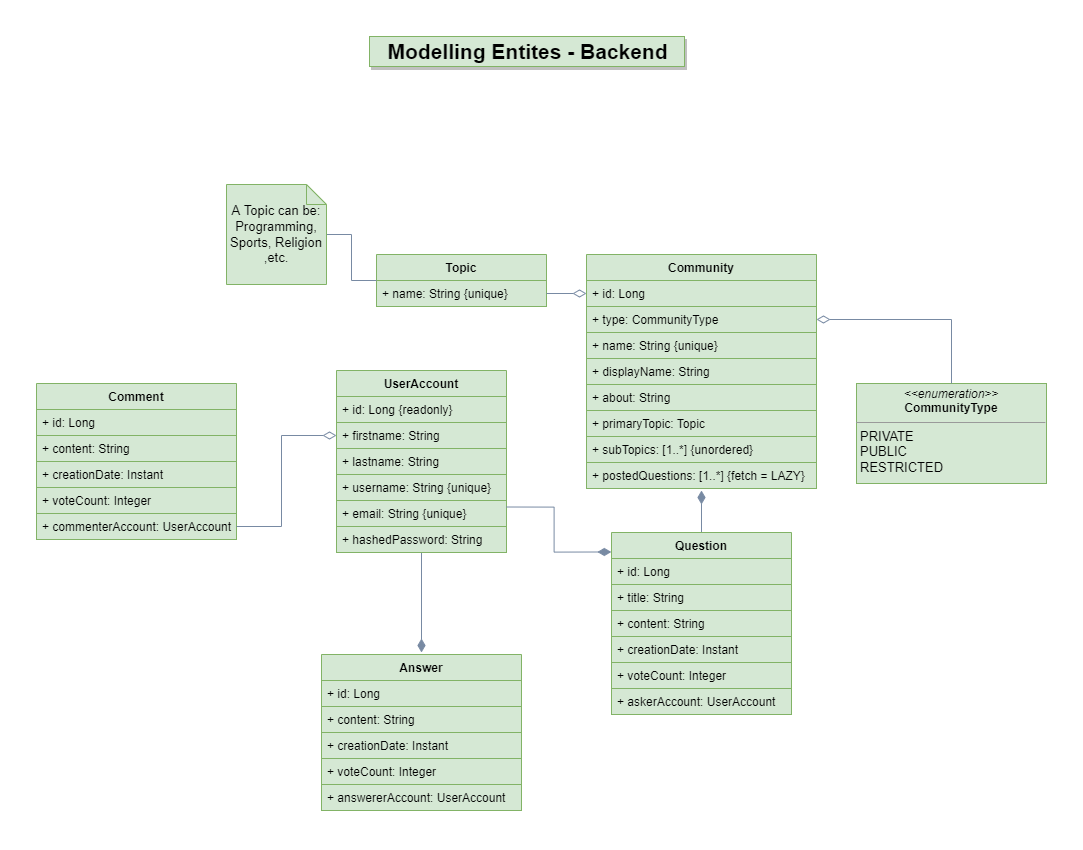 Modelling Entites - Backend
A Topic can be:
Programming,
Sports, Religion
,etc.
Topic
+ name: String {unique}
Community
+ id: Long
+ type: CommunityType
+ name: String {unique}
+ displayName: String
+ about: String
+ primaryTopic: Topic
+ subTopics: [1..*] {unordered}
+ postedQuestions: [1..*] {fetch = LAZY}
<<enumeration>>
CommunityType
PRIVATE
PUBLIC
RESTRICTED
Comment
+ id: Long
+ content: String
+ creationDate: Instant
+ voteCount: Integer
+ commenterAccount: UserAccount
UserAccount
+ id: Long {readonly}
+ firstname: String
+ lastname: String
+ username: String {unique}
+ email: String {unique}
+ hashedPassword: String
Question
+ id: Long
+ title: String
+ content: String
+ creationDate: Instant
+ voteCount: Integer
+ askerAccount: UserAccount
Answer
+ id: Long
+ content: String
+ creationDate: Instant
+ voteCount: Integer
+ answererAccount: UserAccount